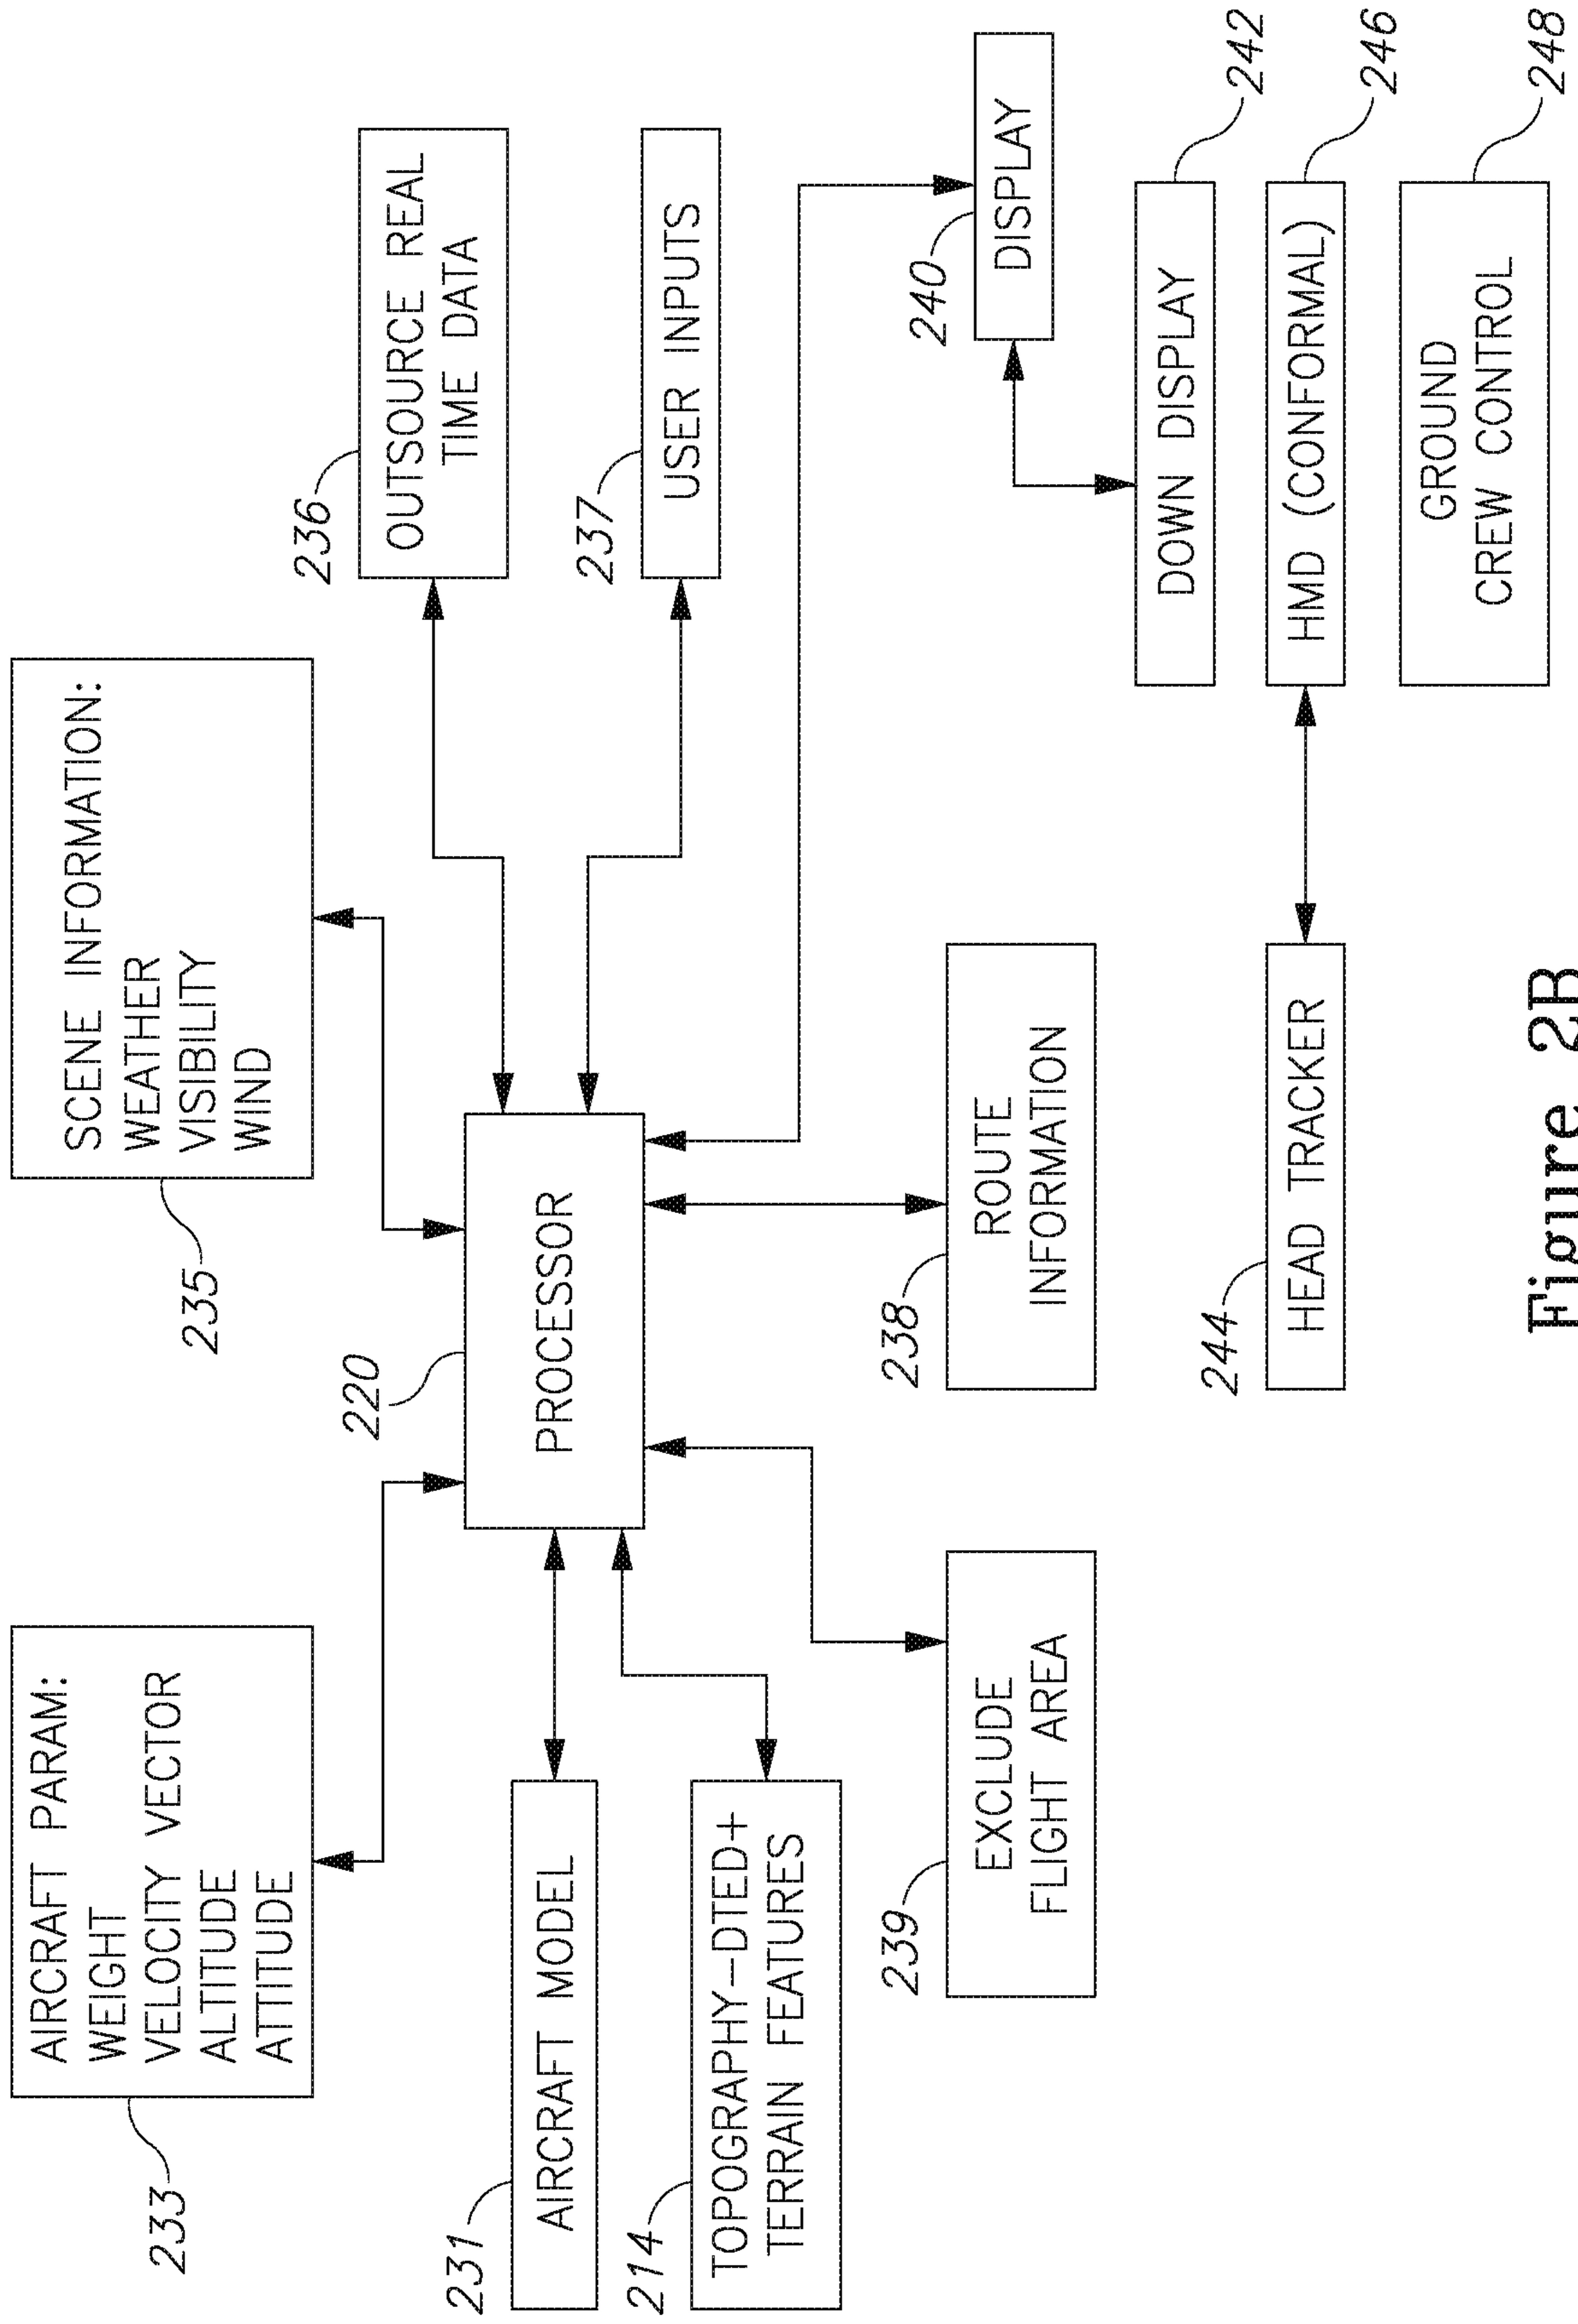 AIRCRAFT PARAM:
WEIGHT
VELOCITY VECTOR
ALTITUDE
ATTITUDE
233
SCENE INFORMATION:
WEATHER
VISIBILITY
WIND
235
236
OUTSOURCE REAL
TIME DATA
237
USER INPUTS
220
PROCESSOR
231
AIRCRAFT MODEL
214
TOPOGRAPHY-DTED+
TERRAIN FEATURES
239
EXCLUDE
FLIGHT AREA
238
ROUTE
INFORMATION
240
DISPLAY
DOWN DISPLAY
242
244
HEAD TRACKER
HMD (CONFORMAL)
246
GROUND
CREW CONTROL
248
Figure 2B